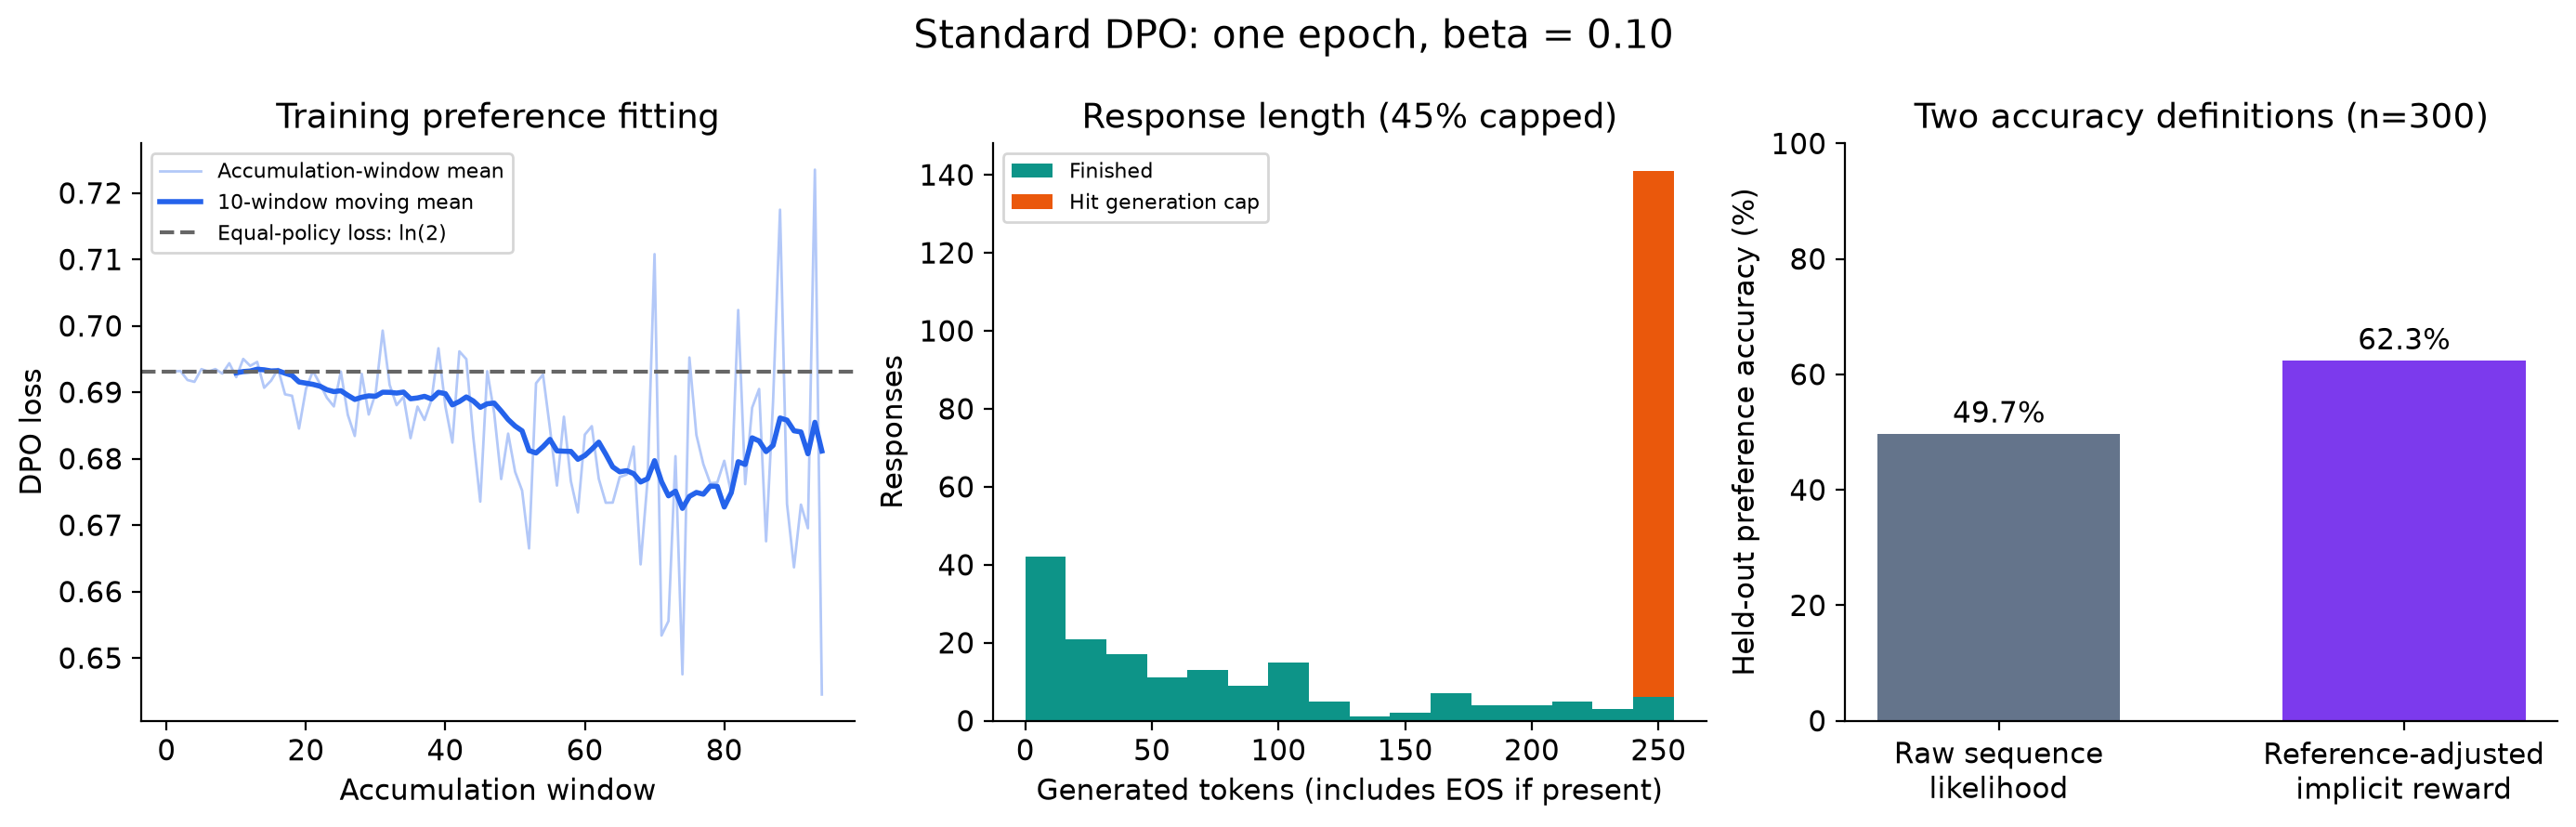 Standard DPO: one epoch, beta = 0.10
Training preference fitting
Accumulation-window mean
10-window moving mean
Equal-policy loss: ln(2)
DPO loss
0.72
0.71
0.70
0.69
0.68
0.67
0.66
0.65
0 20 40 60 80
Accumulation window
Response length (45% capped)
Finished
Hit generation cap
Responses
140
120
100
80
60
40
20
0
0 50 100 150 200 250
Generated tokens (includes EOS if present)
Two accuracy definitions (n=300)
Held-out preference accuracy (%)
100
80
60
40
20
0
49.7%
62.3%
Raw sequence
likelihood
Reference-adjusted
implicit reward